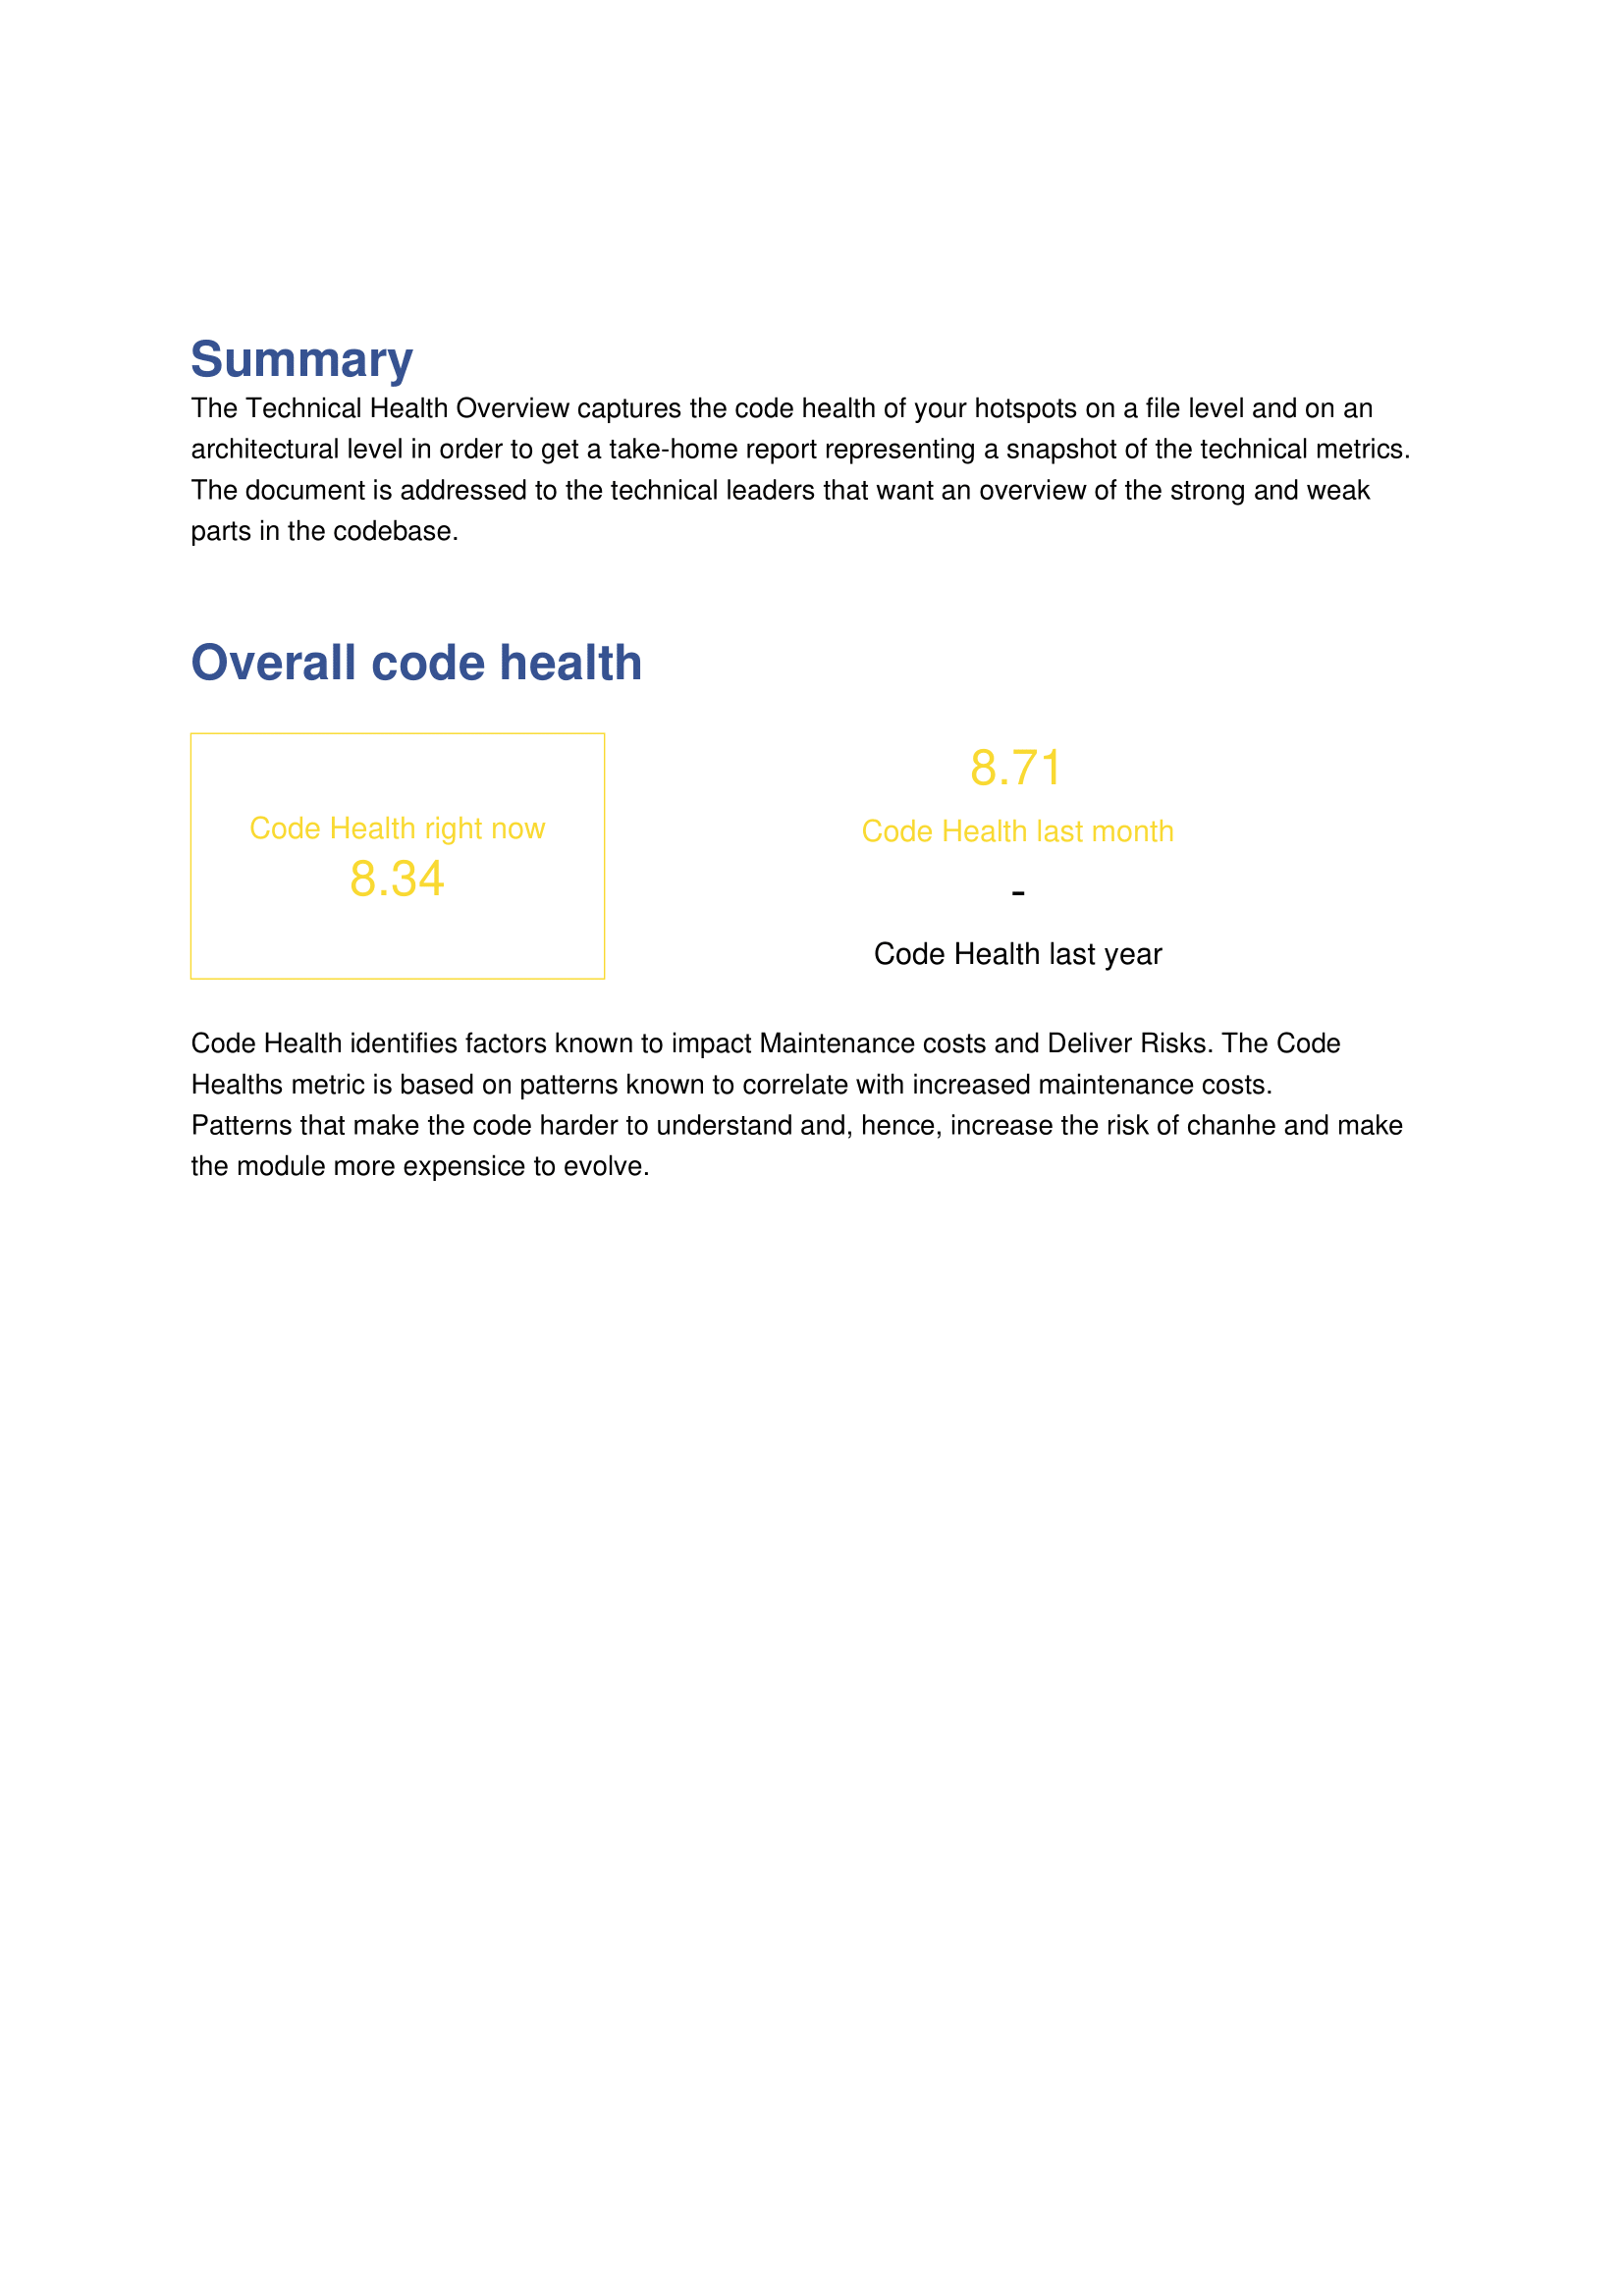 Summary
The Technical Health Overview captures the code health of your hotspots on a file level and on an
architectural level in order to get a take-home report representing a snapshot of the technical metrics.
The document is addressed to the technical leaders that want an overview of the strong and weak
parts in the codebase.
Overall code health
Code Health right now
8.34
8.71
Code Health last month
-
Code Health last year
Code Health identifies factors known to impact Maintenance costs and Deliver Risks. The Code
Healths metric is based on patterns known to correlate with increased maintenance costs.
Patterns that make the code harder to understand and, hence, increase the risk of chanhe and make
the module more expensice to evolve.